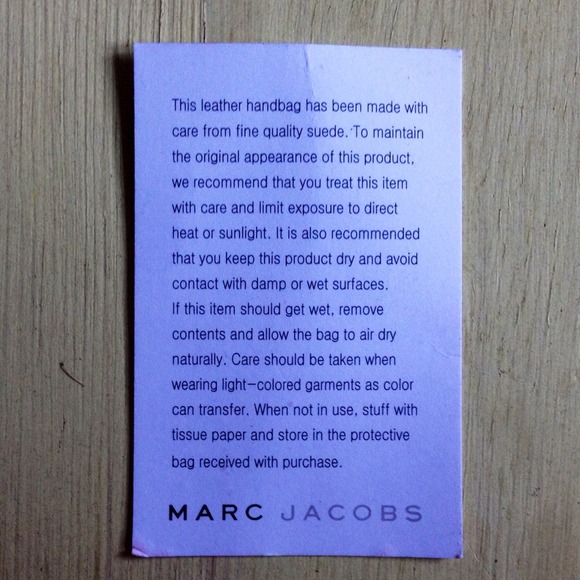 This leather handbag has been made with
care from fine quality suede. To maintain
the original appearance of this product,
we recommend that you treat this item
with care and limit exposure to direct
heat or sunlight. It is also recommended
that you keep this product dry and avoid
contact with damp or wet surfaces.
If this item should get wet, remove
contents and allow the bag to air dry
naturally. Care should be taken when
wearing light-colored garments as color
can transfer. When not in use, stuff with
tissue paper and store in the protective
bag received with purchase.
MARC JACOBS